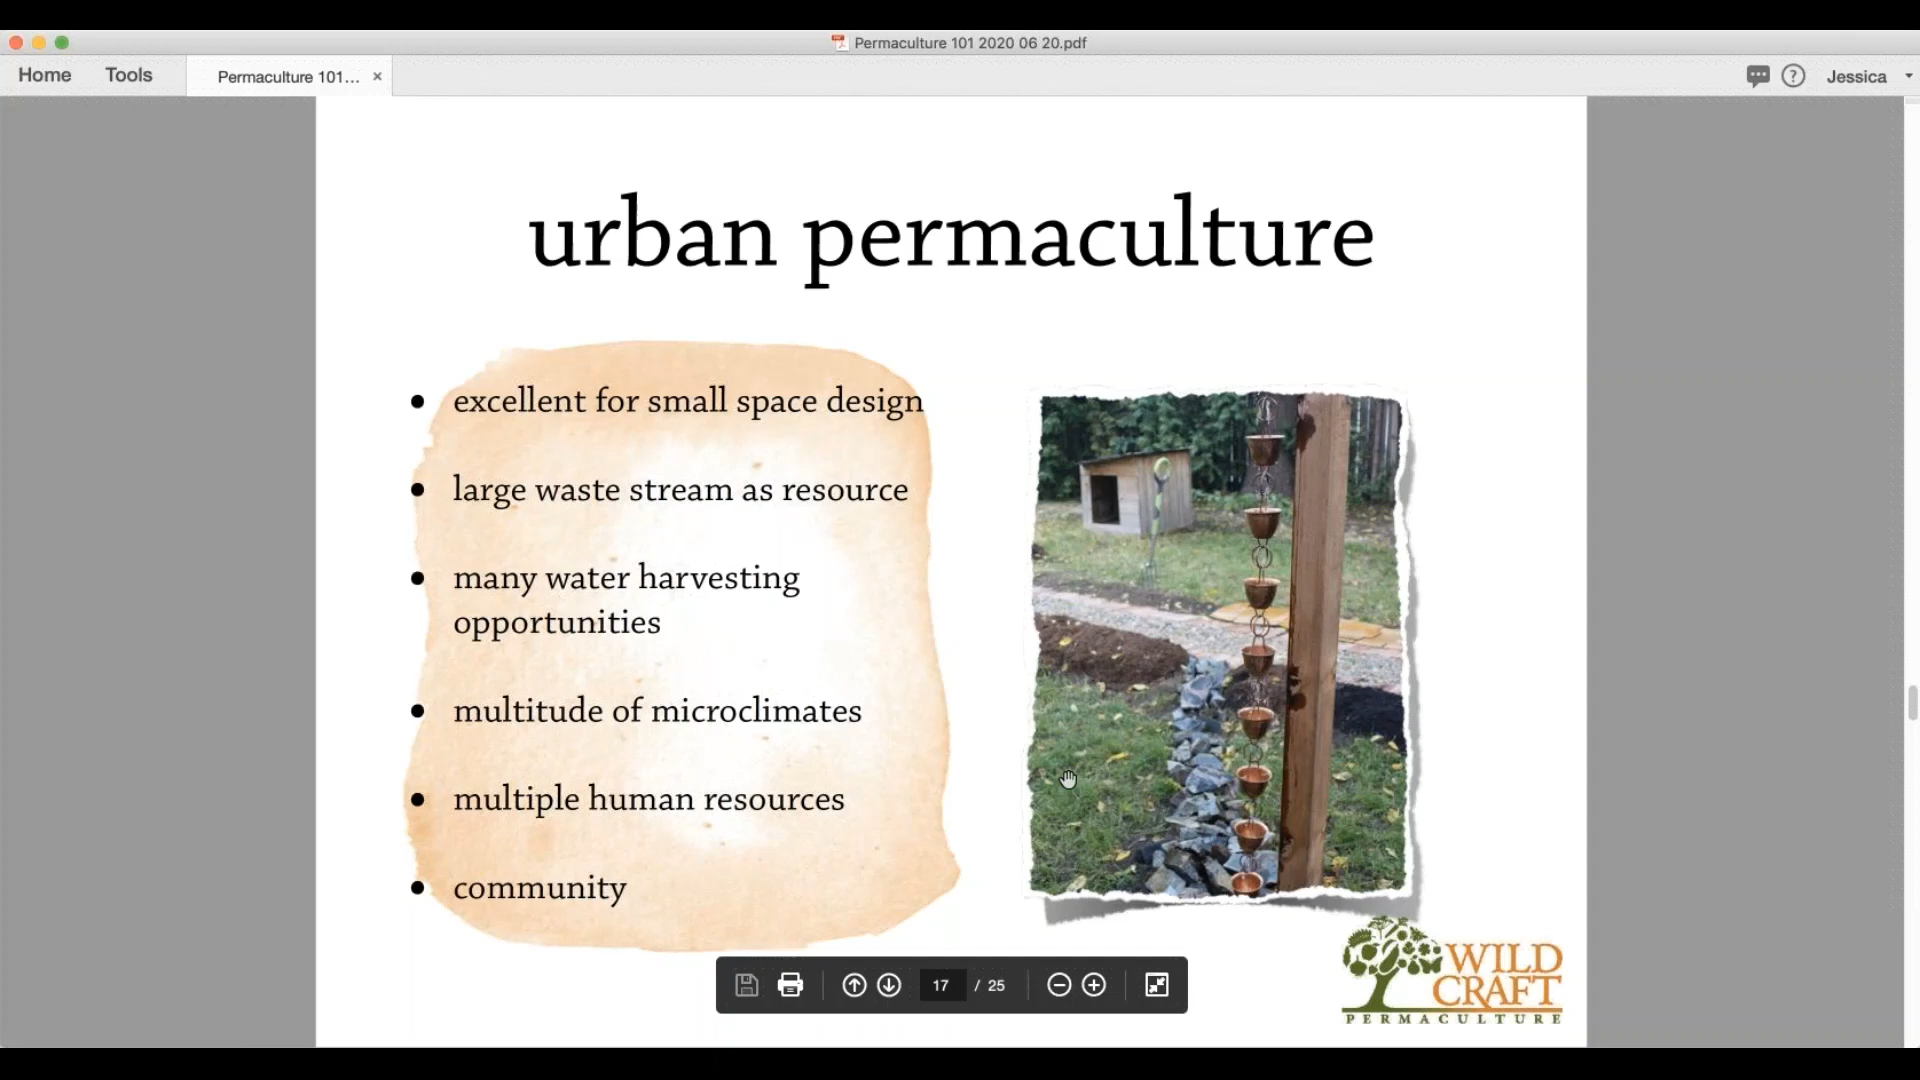 Permaculture 101 2020 06 20.pdf
Home Tools Permaculture 101... × ? Jessica
urban permaculture
• excellent for small space design
• large waste stream as resource
• many water harvesting
opportunities
• multitude of microclimates
• multiple human resources
• community
17 / 25
WILD
CRAFT
PERMACULTURE